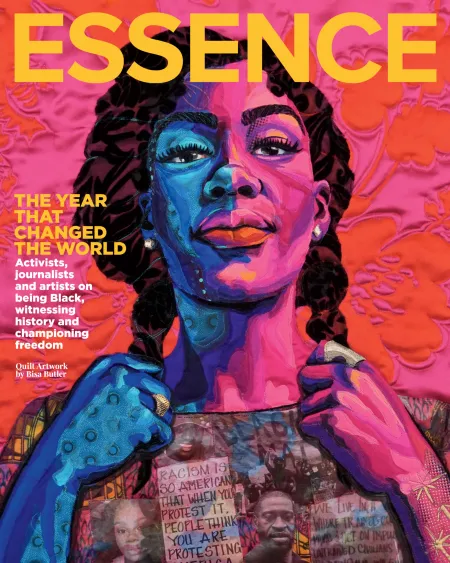 ESSENCE
THE YEAR
THAT
CHANGED
THE WORLD
Activists,
journalists
and artists on
being Black,
witnessing
history and
championing
freedom
Quilt Artwork
by Bisa Butler
RACISM IS
SO AMERICAN
THAT WHEN YOU
PROTEST IT,
PEOPLE THINK
YOU ARE
PROTESTING
WE LIVE IN A